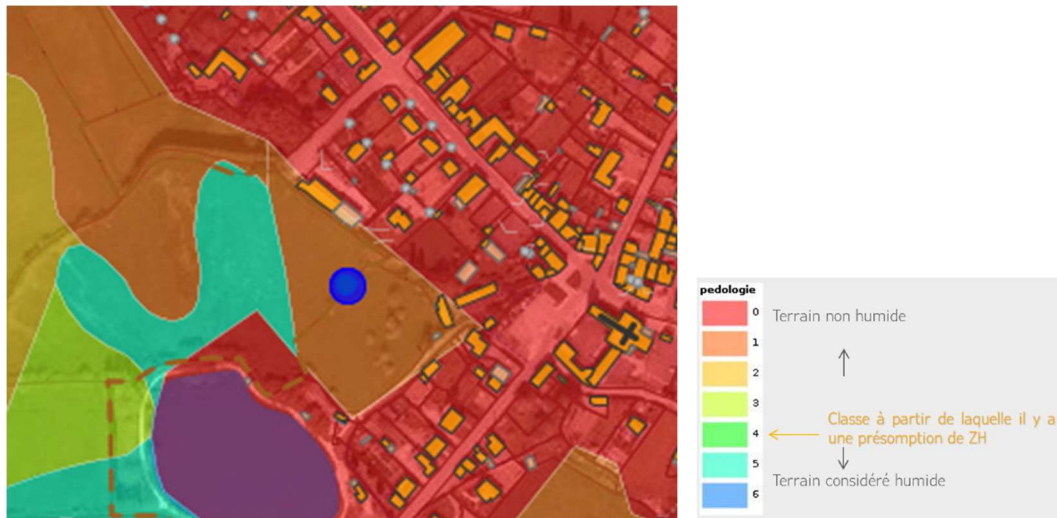 pedologie
0
Terrain non humide
1
2
3
Classe à partir de laquelle il y a
4
une présomption de ZH
5
Terrain considéré humide
6